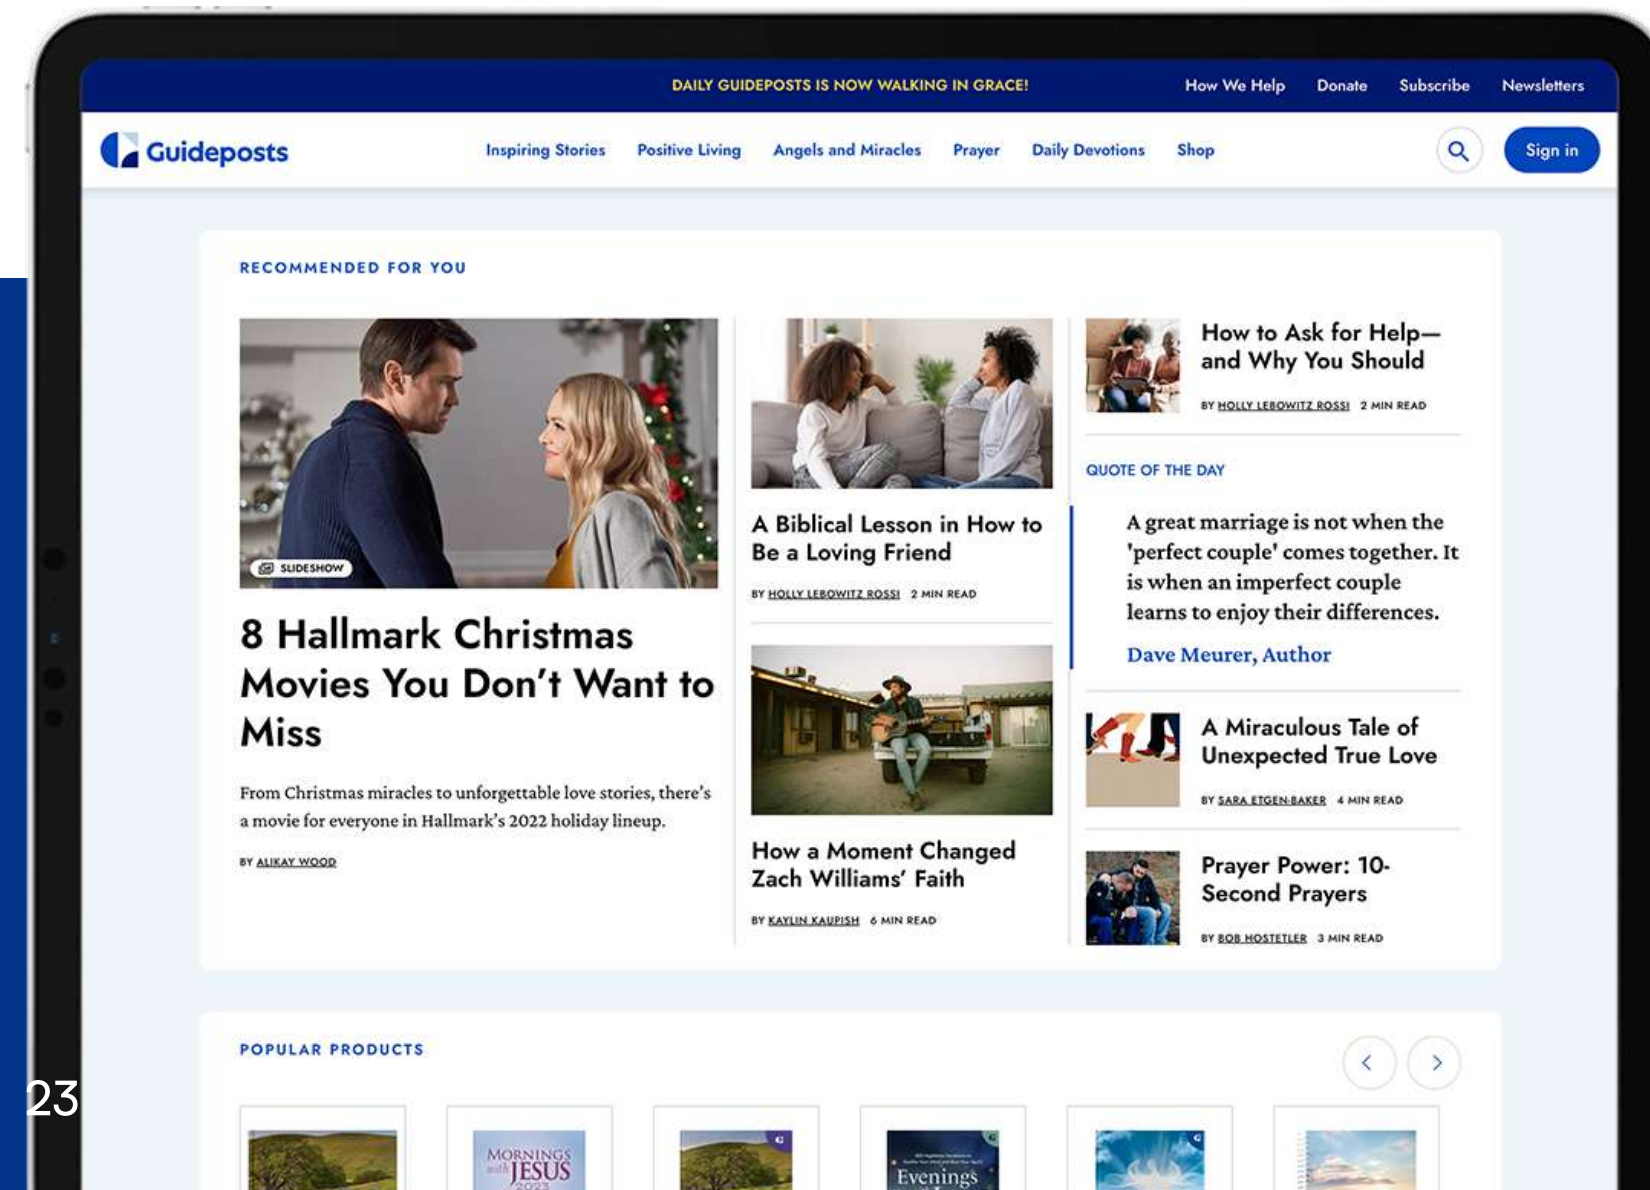 DAILY GUIDEPOSTS IS NOW WALKING IN GRACE!
How We Help
Donate
Subscribe
Newsletters
Guideposts
Inspiring Stories
Positive Living
Angels and Miracles
Prayer
Daily Devotions
Shop
Sign in
RECOMMENDED FOR YOU
SLIDESHOW
8 Hallmark Christmas
Movies You Don’t Want to
Miss
From Christmas miracles to unforgettable love stories, there’s
a movie for everyone in Hallmark’s 2022 holiday lineup.
BY ALIKAY WOOD
A Biblical Lesson in How to
Be a Loving Friend
BY HOLLY LEBOWITZ ROSSI 2 MIN READ
How a Moment Changed
Zach Williams’ Faith
BY KAYLIN KAUPISH 6 MIN READ
How to Ask for Help—
and Why You Should
BY HOLLY LEBOWITZ ROSSI 2 MIN READ
QUOTE OF THE DAY
A great marriage is not when the
'perfect couple' comes together. It
is when an imperfect couple
learns to enjoy their differences.
Dave Meurer, Author
A Miraculous Tale of
Unexpected True Love
BY SARA ETGEN-BAKER 4 MIN READ
Prayer Power: 10-
Second Prayers
BY BOB HOSTETLER 3 MIN READ
POPULAR PRODUCTS
MORNINGS
with JESUS
2023
Evenings
23